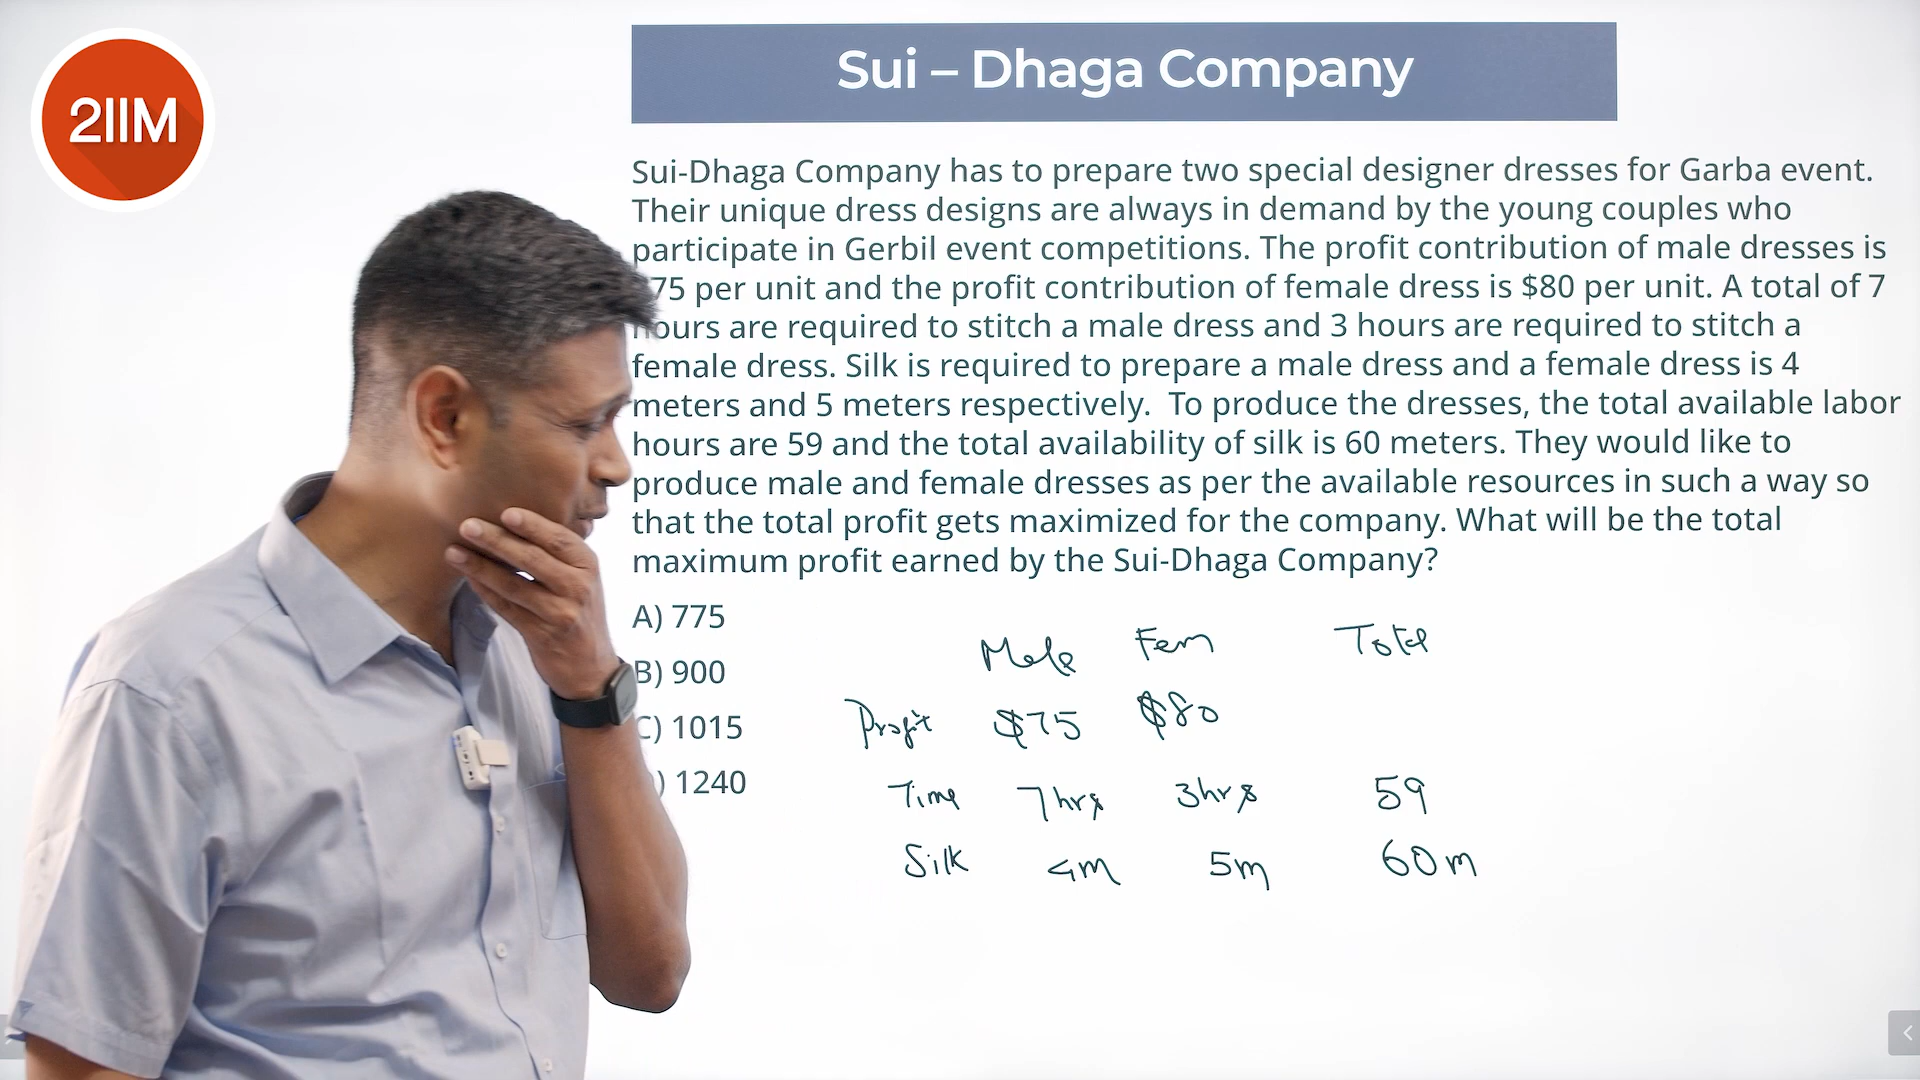 2IIM
Sui – Dhaga Company
Sui-Dhaga Company has to prepare two special designer dresses for Garba event.
Their unique dress designs are always in demand by the young couples who
participate in Gerbil event competitions. The profit contribution of male dresses is
75 per unit and the profit contribution of female dress is $80 per unit. A total of 7
hours are required to stitch a male dress and 3 hours are required to stitch a
female dress. Silk is required to prepare a male dress and a female dress is 4
meters and 5 meters respectively. To produce the dresses, the total available labor
hours are 59 and the total availability of silk is 60 meters. They would like to
produce male and female dresses as per the available resources in such a way so
that the total profit gets maximized for the company. What will be the total
maximum profit earned by the Sui-Dhaga Company?
A) 775
B) 900
C) 1015
) 1240
Male Fem Total
Profit $75 $80
Time 7hrs 3hrs 59
Silk 4m 5m 60m